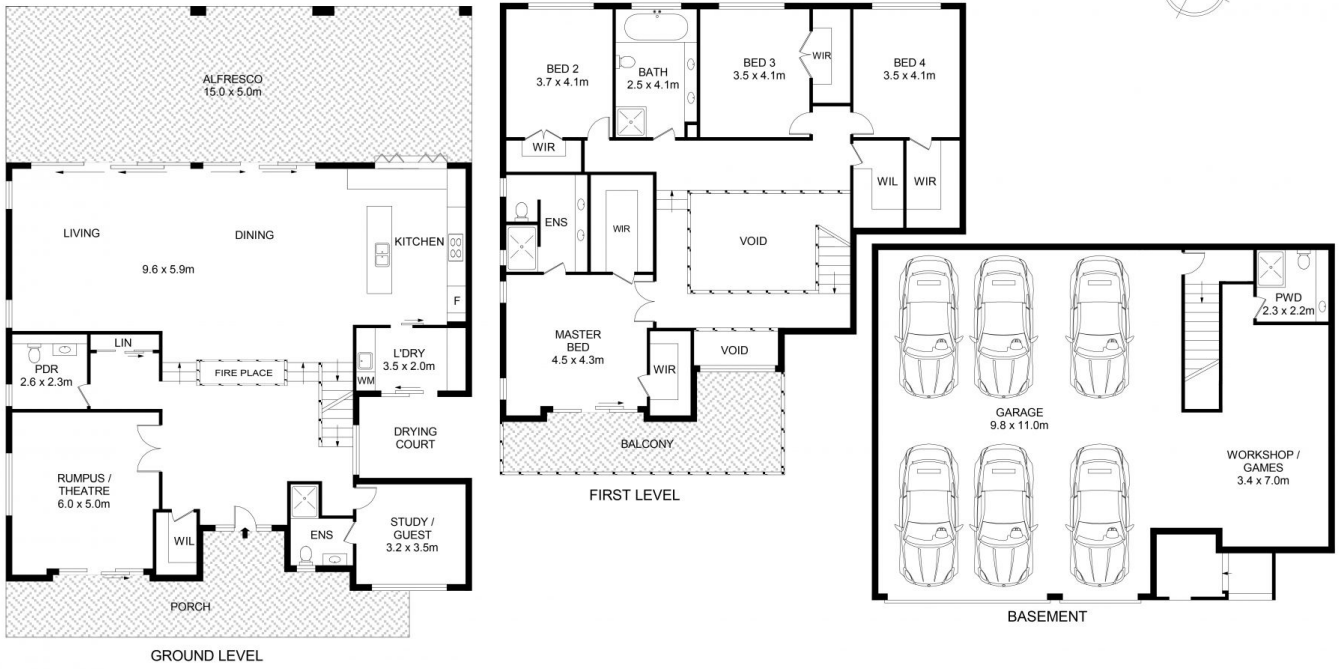 ALFRESCO
15.0 x 5.0m
LIVING
DINING
KITCHEN
9.6 x 5.9m
F
LIN
PDR
2.6 x 2.3m
FIRE PLACE
L'DRY
3.5 x 2.0m
WM
DRYING
COURT
RUMPUS /
THEATRE
6.0 x 5.0m
WIL
ENS
STUDY /
GUEST
3.2 x 3.5m
PORCH
GROUND LEVEL
BED 2
3.7 x 4.1m
BATH
2.5 x 4.1m
BED 3
3.5 x 4.1m
WIR
BED 4
3.5 x 4.1m
WIR
WIL
WIR
ENS
WIR
VOID
MASTER
BED
4.5 x 4.3m
WIR
VOID
BALCONY
FIRST LEVEL
PWD
2.3 x 2.2m
GARAGE
9.8 x 11.0m
WORKSHOP /
GAMES
3.4 x 7.0m
BASEMENT